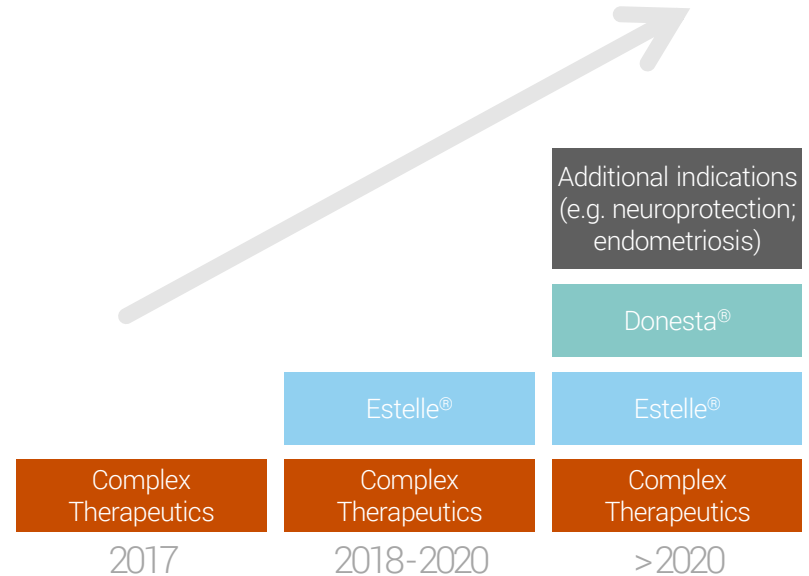 Additional indications
(e.g. neuroprotection;
endometriosis)
Donesta®
Estelle®
Estelle®
Complex
Therapeutics
Complex
Therapeutics
Complex
Therapeutics
2017
2018-2020
>2020